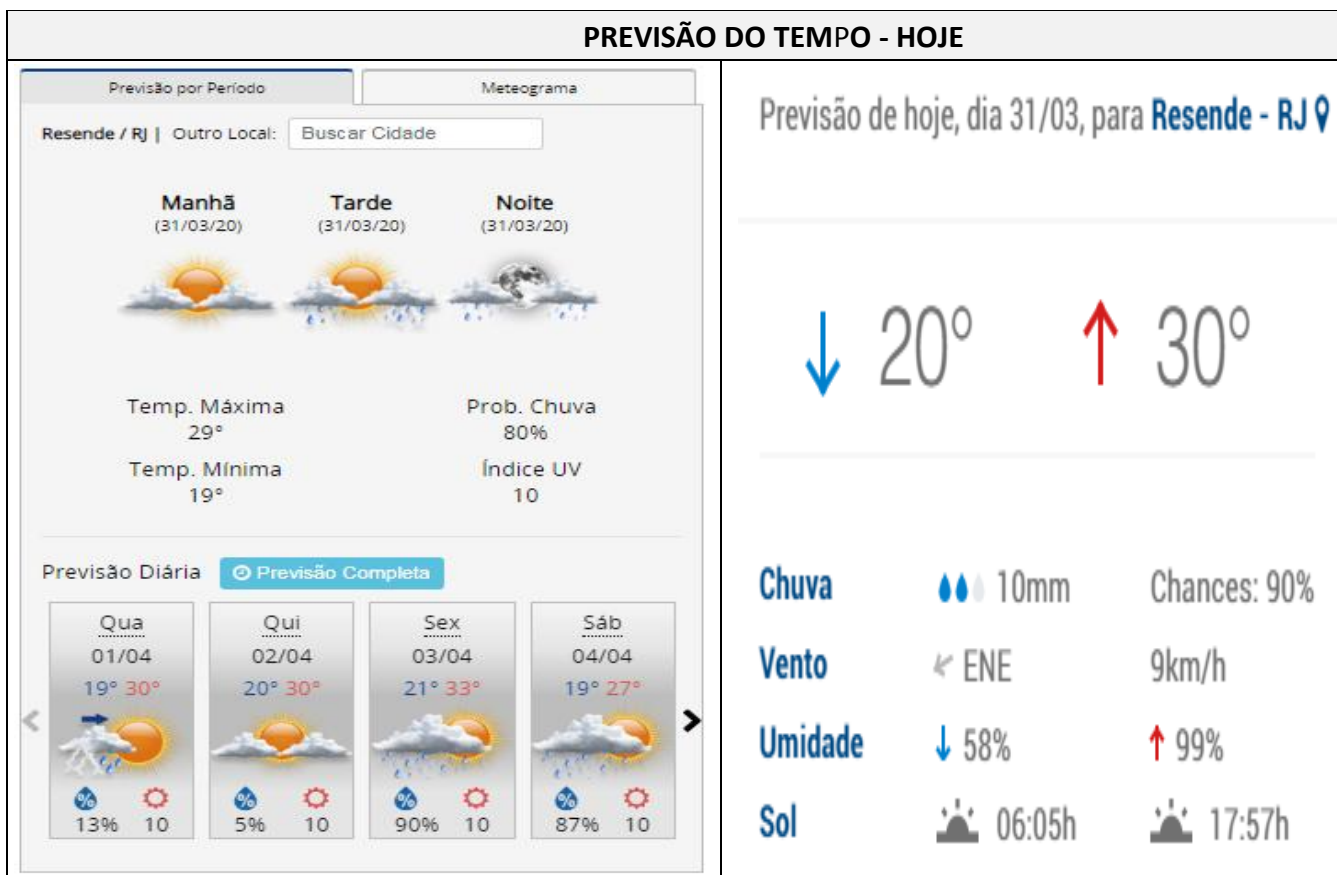 PREVISÃO DO TEMPO - HOJE
Previsão por Período
Meteograma
Resende / RJ | Outro Local: Buscar Cidade
Manhã Tarde Noite
(31/03/20) (31/03/20) (31/03/20)
Temp. Máxima Prob. Chuva
29° 80%
Temp. Mínima Índice UV
19° 10
Previsão Diária Previsão Completa
Qua Qui Sex Sáb
01/04 02/04 03/04 04/04
19° 30° 20° 30° 21° 33° 19° 27°
% % % %
13% 10 5% 10 90% 10 87% 10
Previsão de hoje, dia 31/03, para Resende - RJ
20° 30°
Chuva 10mm Chances: 90%
Vento ENE 9km/h
Umidade 58% 99%
Sol 06:05h 17:57h